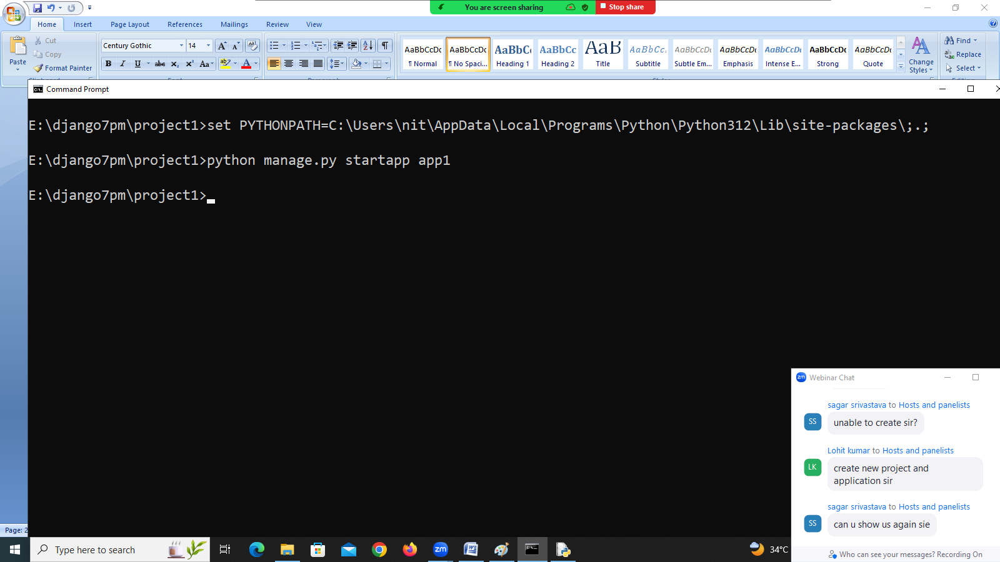 You are screen sharing
Stop share
Home
Insert
Page Layout
References
Mailings
Review
View
Paste
Cut
Copy
Format Painter
Century Gothic
14
AaBbCcDc
¶ Normal
AaBbCcDc
¶ No Spaci...
AaBbCc
Heading 1
AaBbCc
Heading 2
AaB
Title
AaBbCc.
Subtitle
AaBbCcDc
Subtle Em...
AaBbCcDc
Emphasis
AaBbCcDc
Intense E...
AaBbCcDc
Strong
AaBbCcDc
Quote
Change
Styles
Find
Replace
Select
Command Prompt
E:\django7pm\project1>set PYTHONPATH=C:\Users\nit\AppData\Local\Programs\Python\Python312\Lib\site-packages\;.;
E:\django7pm\project1>python manage.py startapp app1
E:\django7pm\project1>
Webinar Chat
sagar srivastava to Hosts and panelists
SS
unable to create sir?
Lohit kumar to Hosts and panelists
LK
create new project and
application sir
sagar srivastava to Hosts and panelists
SS
can u show us again sie
Who can see your messages? Recording On
Page: 2
Type here to search
34°C